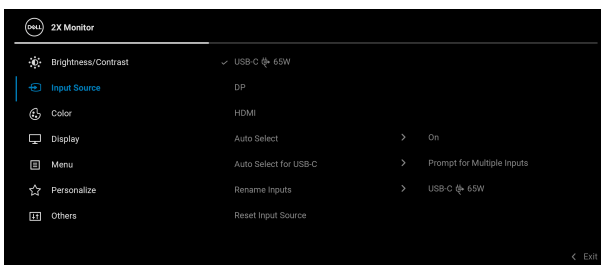 DELL 2X Monitor
Brightness/Contrast USB-C 65W
Input Source DP
Color HDMI
Display Auto Select On
Menu Auto Select for USB-C Prompt for Multiple Inputs
Personalize Rename Inputs USB-C 65W
Others Reset Input Source
Exit